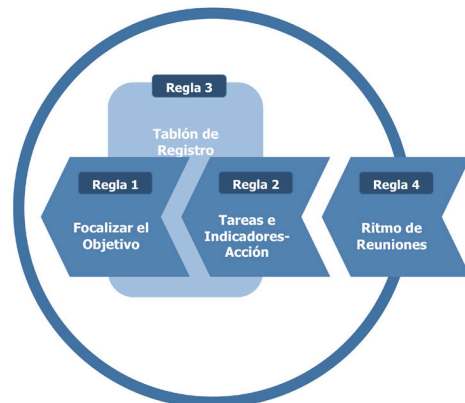 Regla 3
Tablón de
Registro
Regla 1
Focalizar el
Objetivo
Regla 2
Tareas e
Indicadores-
Acción
Regla 4
Ritmo de
Reuniones